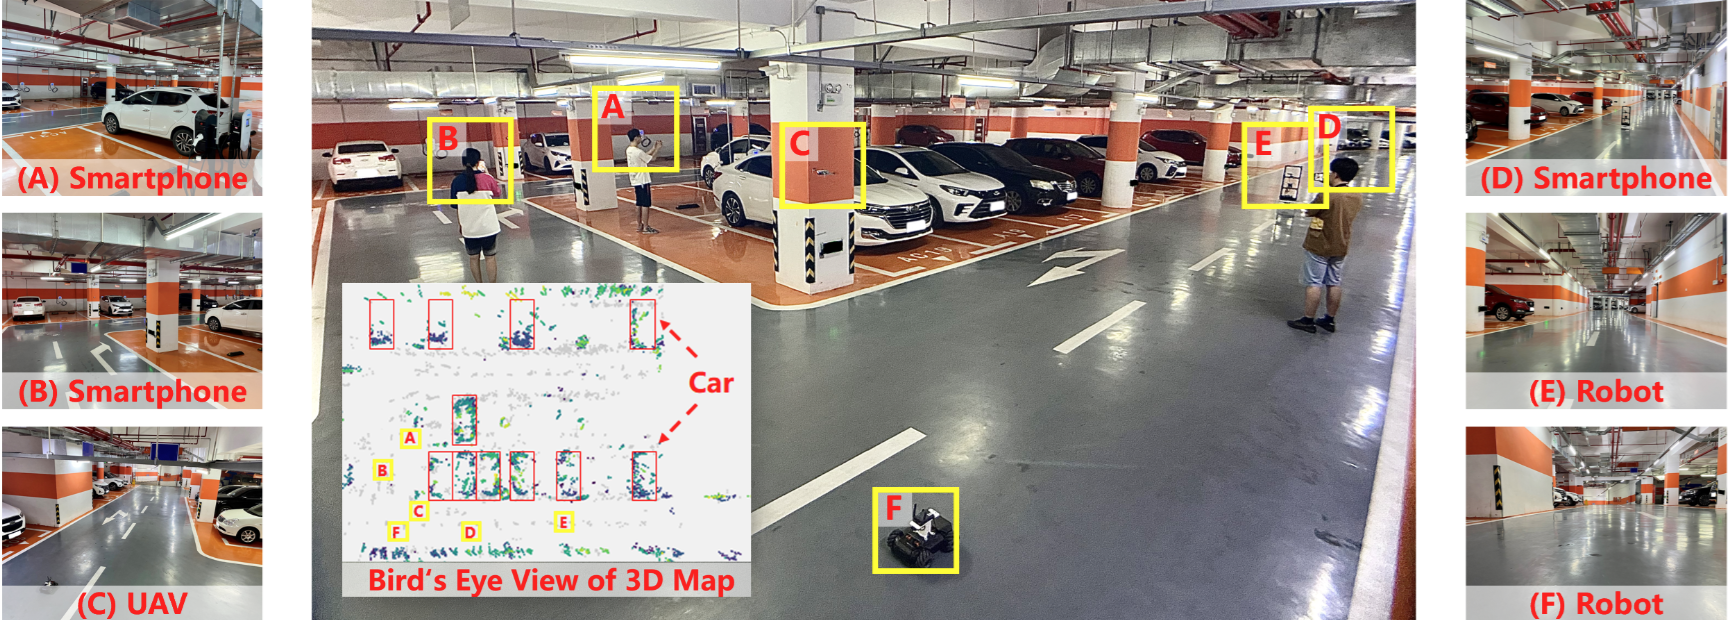 (A) Smartphone
(B) Smartphone
(C) UAV
B
A
C
E
D
F
A
B
C
F
D
E
Car
Bird's Eye View of 3D Map
(D) Smartphone
(E) Robot
(F) Robot